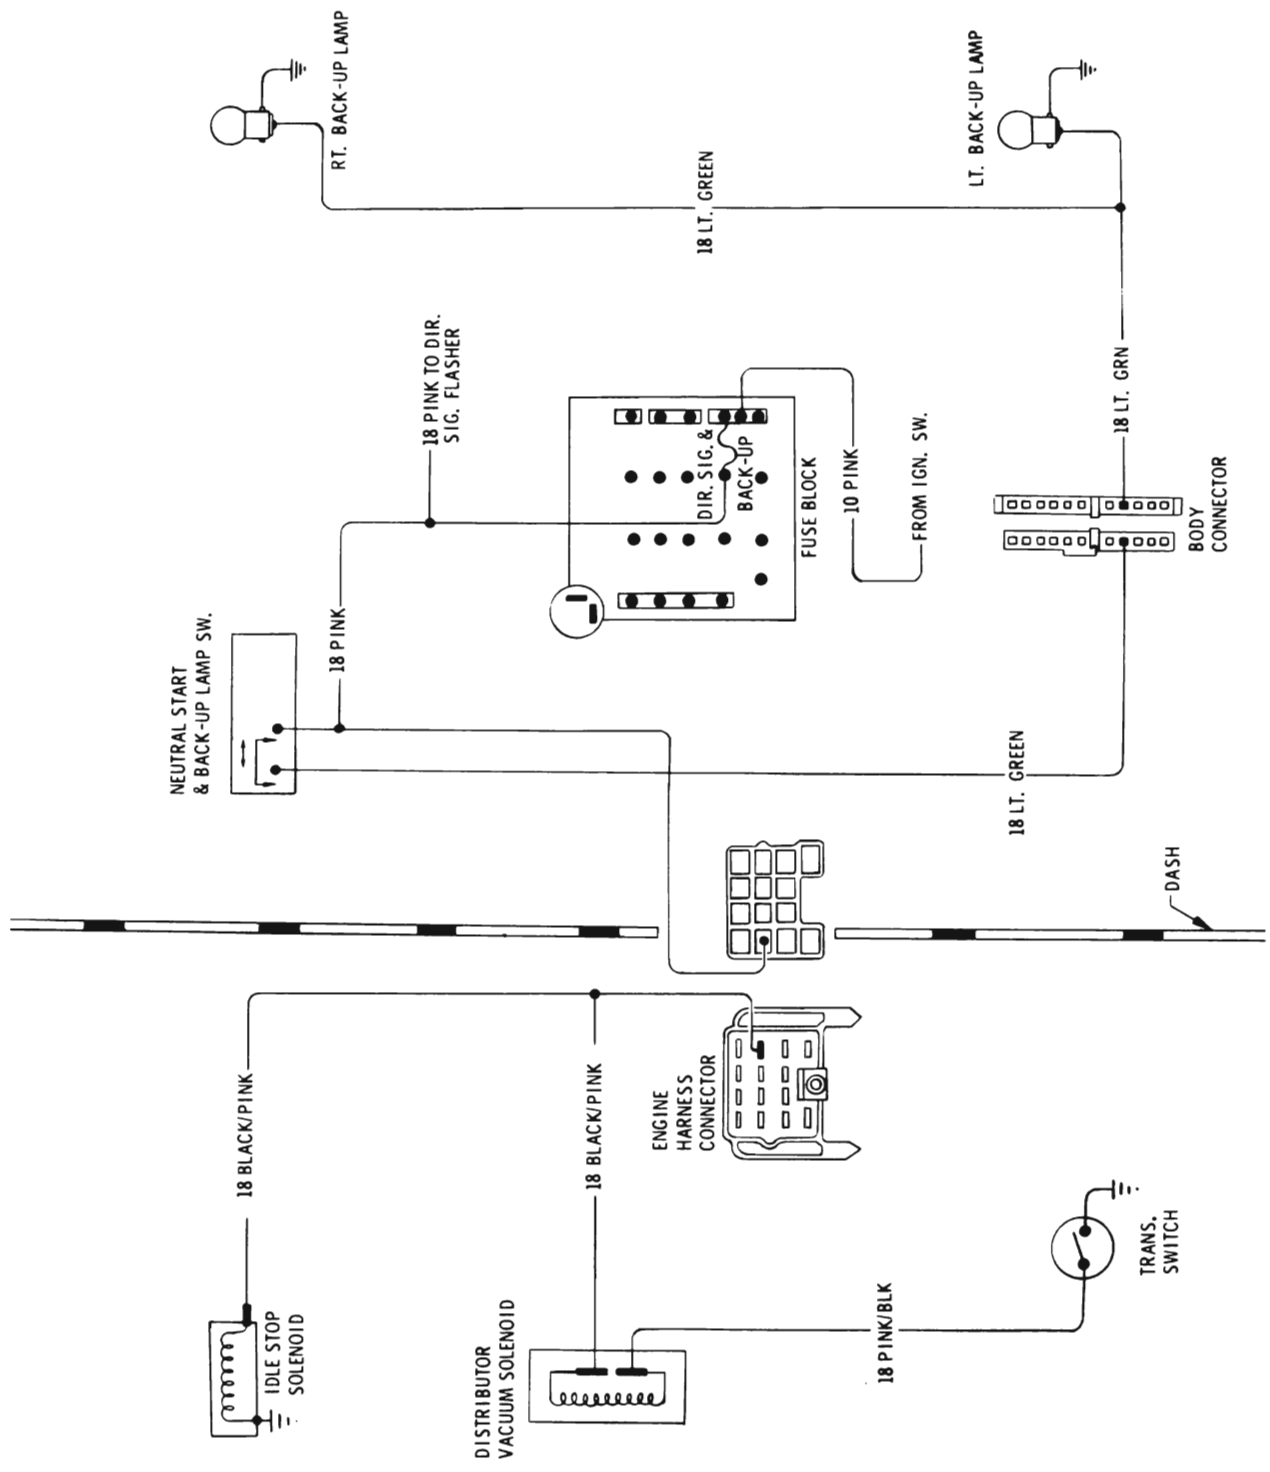 RT. BACK-UP LAMP
LT. BACK-UP LAMP
18 LT. GREEN
18 PINK TO DIR.
SIG. FLASHER
18 LT. GRN
DIR. SIG. &
BACK-UP
FUSE BLOCK
10 PINK
FROM IGN. SW.
BODY
CONNECTOR
18 PINK
NEUTRAL START
& BACK-UP LAMP SW.
18 LT. GREEN
DASH
18 BLACK/PINK
18 BLACK/PINK
ENGINE
HARNESS
CONNECTOR
TRANS.
SWITCH
18 PINK/BLK
IDLE STOP
SOLENOID
DISTRIBUTOR
VACUUM SOLENOID